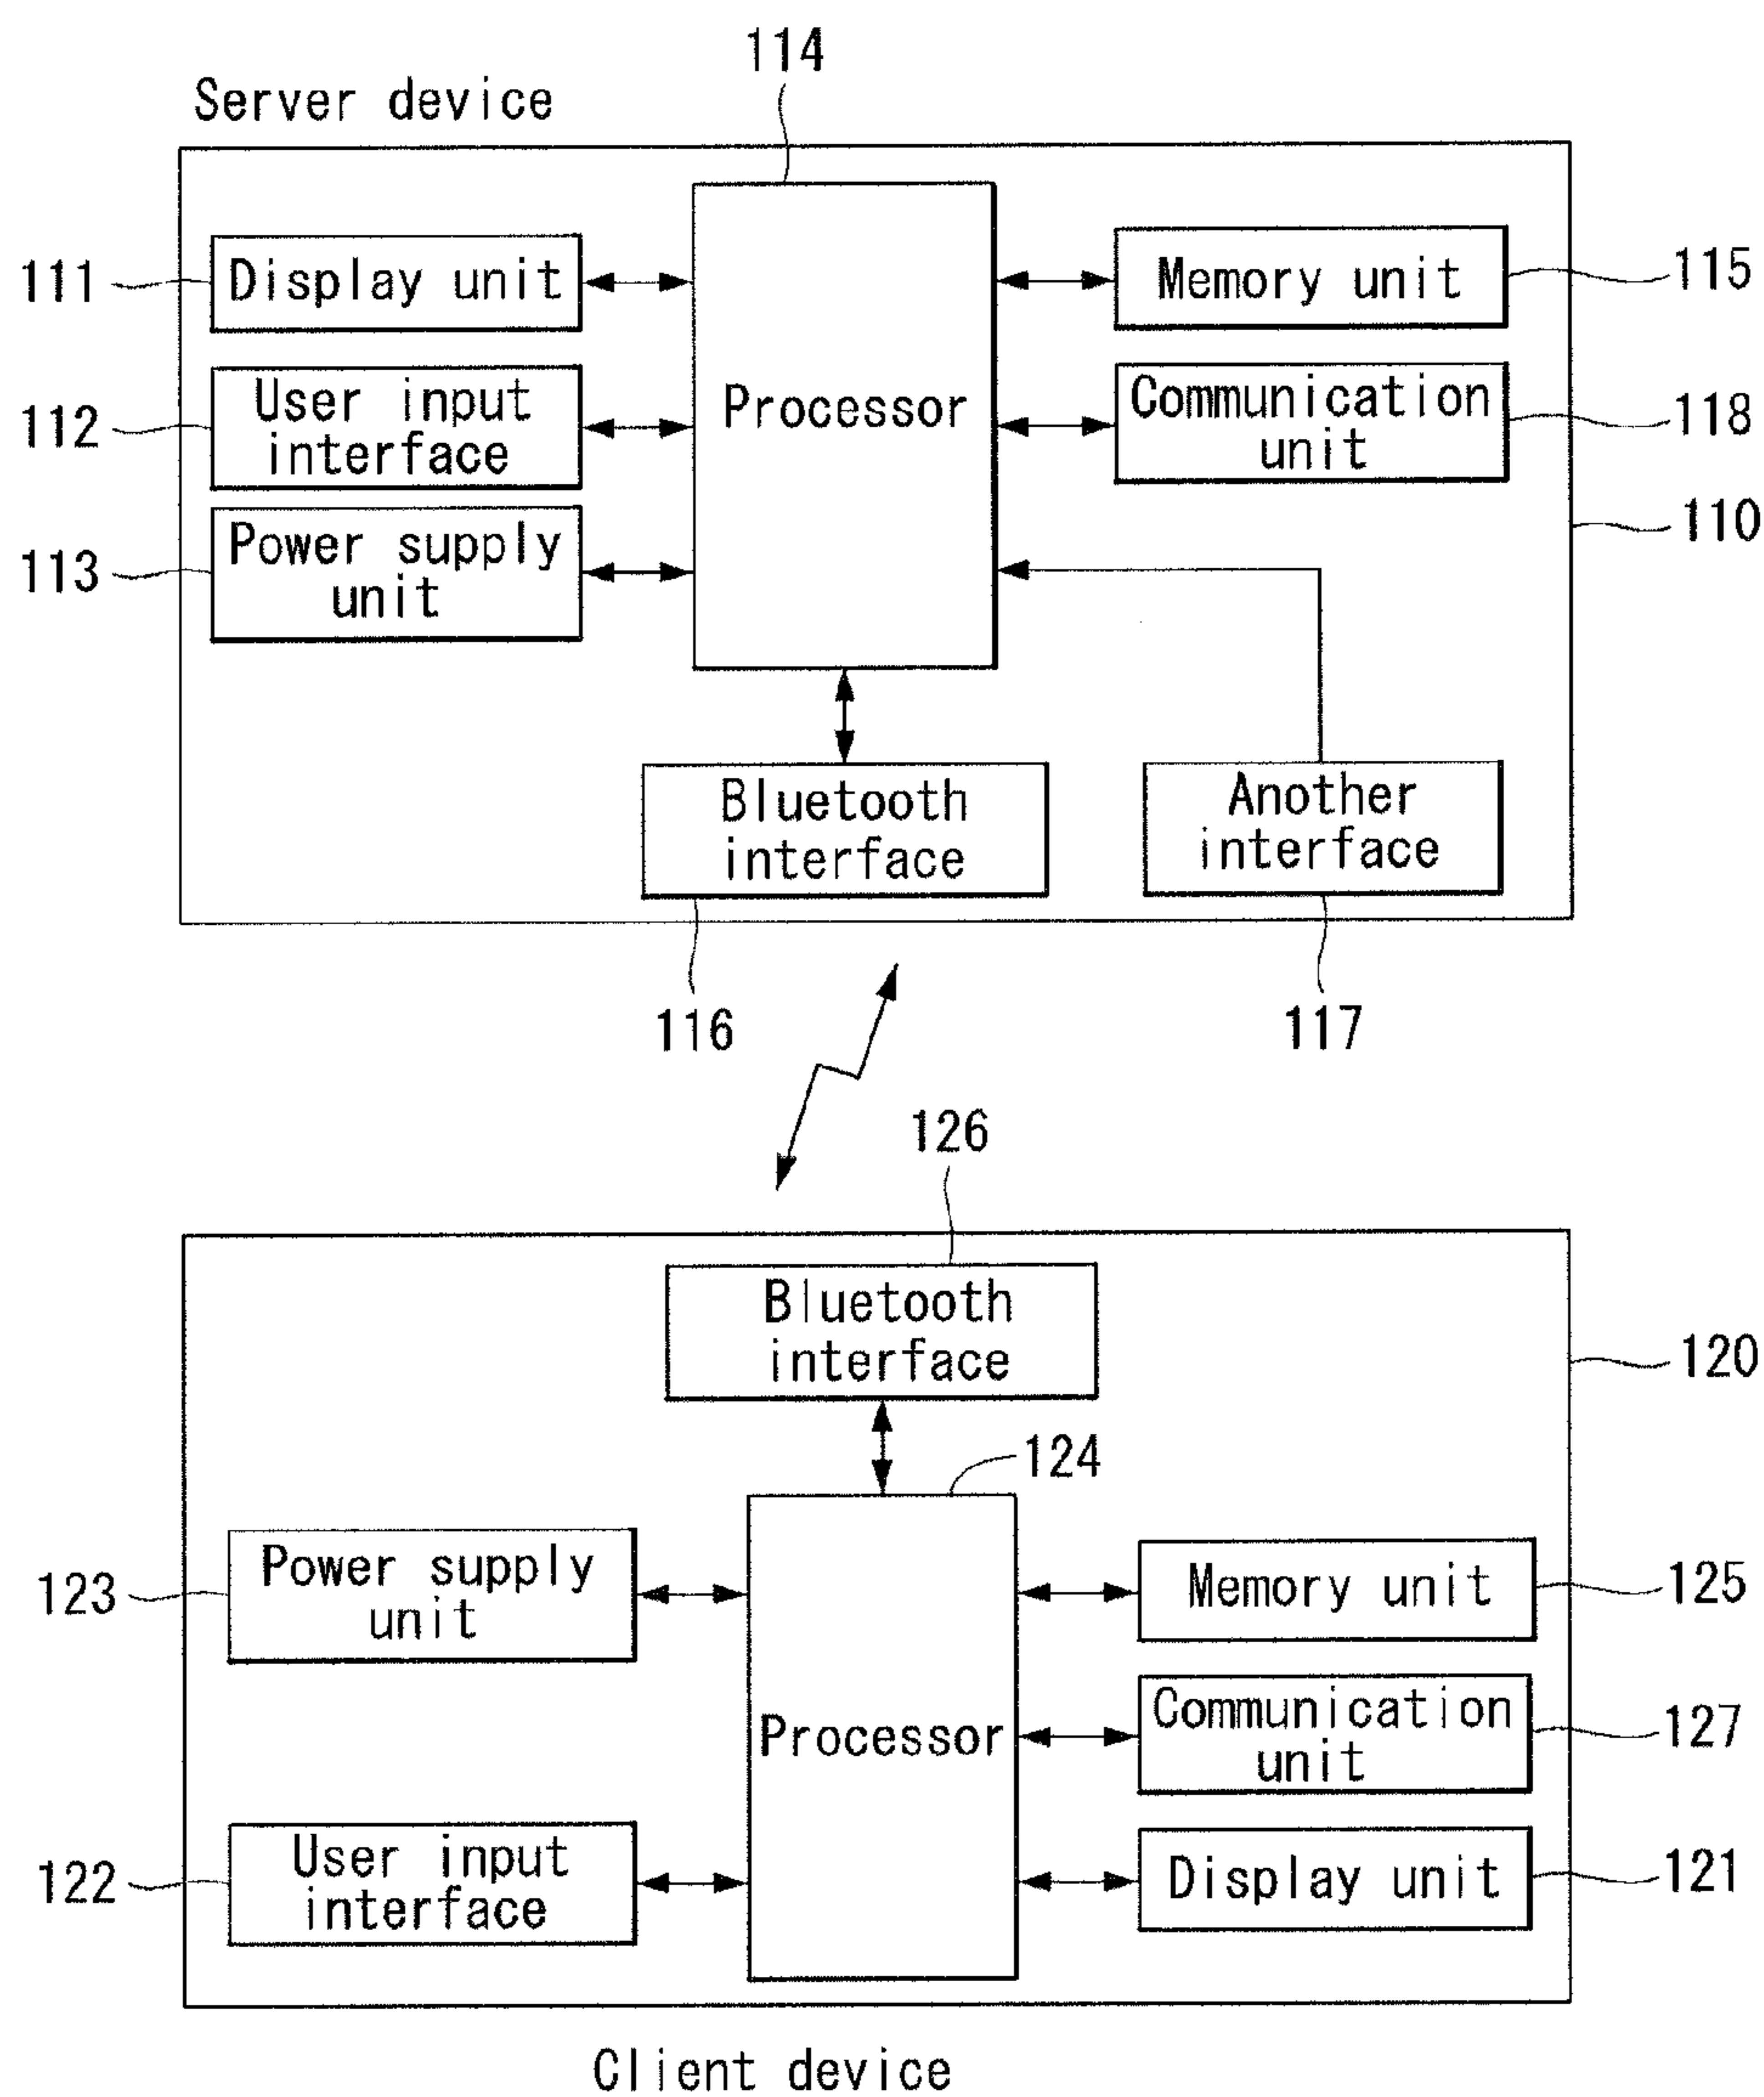 114
Server device
111
Display unit
Memory unit
115
112
User input
interface
Processor
Communication
unit
118
110
113
Power supply
unit
Bluetooth
interface
Another
interface
116
117
126
Bluetooth
interface
120
124
123
Power supply
unit
Memory unit
125
Processor
Communication
unit
127
122
User input
interface
Display unit
121
Client device